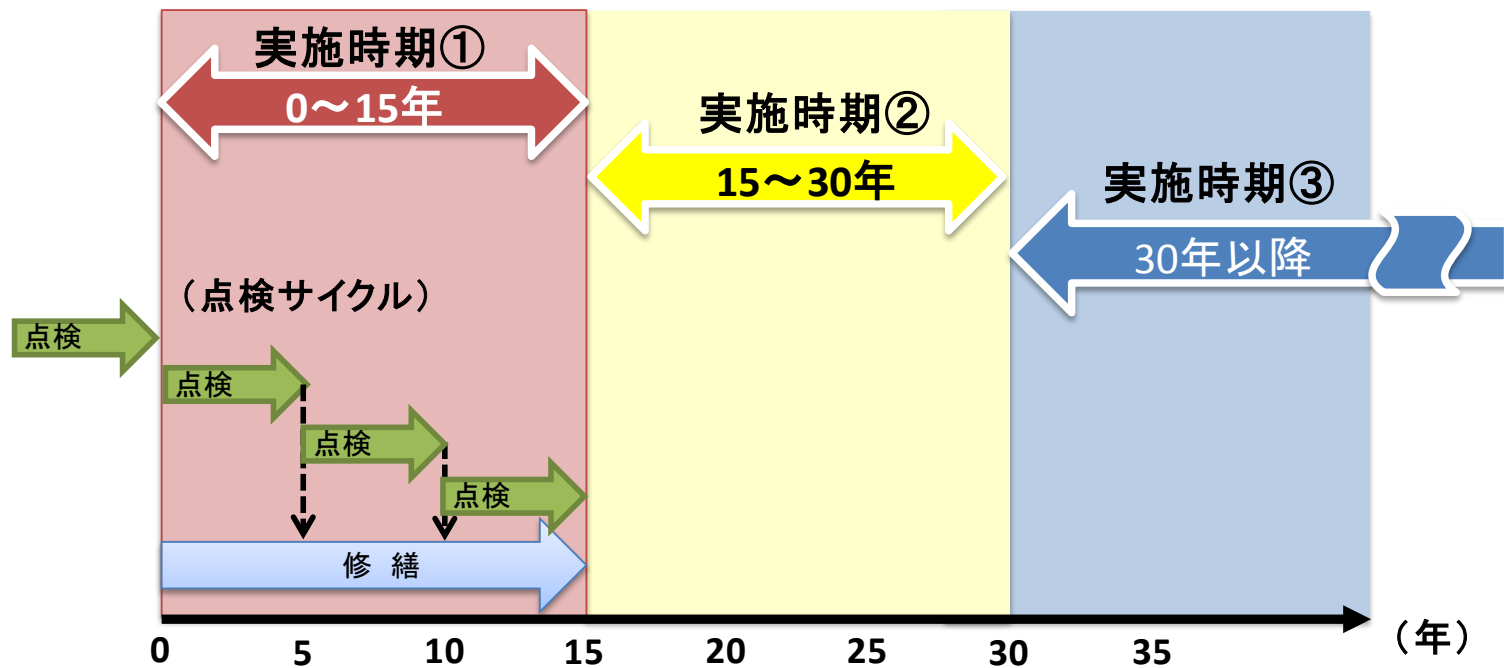 実施時期①
0～15年
実施時期②
15～30年
実施時期③
30年以降
（点検サイクル）
点検
点検
点検
点検
修 繕
0 5 10 15 20 25 30 35 （年）